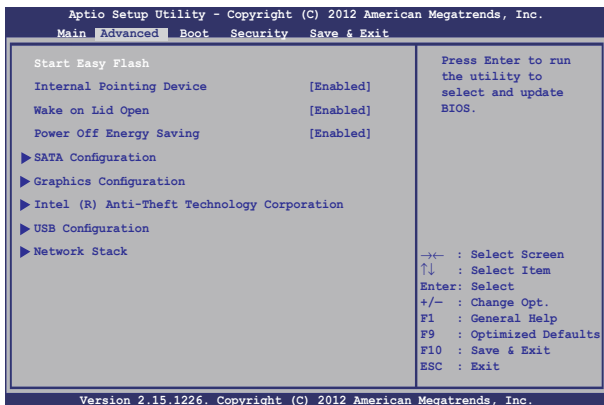 Aptio Setup Utility - Copyright (C) 2012 American Megatrends, Inc.
Main Advanced Boot Security Save & Exit
Start Easy Flash
Internal Pointing Device [Enabled]
Wake on Lid Open [Enabled]
Power Off Energy Saving [Enabled]
SATA Configuration
Graphics Configuration
Intel (R) Anti-Theft Technology Corporation
USB Configuration
Network Stack
Press Enter to run
the utility to
select and update
BIOS.
→← : Select Screen
↑↓ : Select Item
Enter: Select
+/— : Change Opt.
F1 : General Help
F9 : Optimized Defaults
F10 : Save & Exit
ESC : Exit
Version 2.15.1226. Copyright (C) 2012 American Megatrends, Inc.